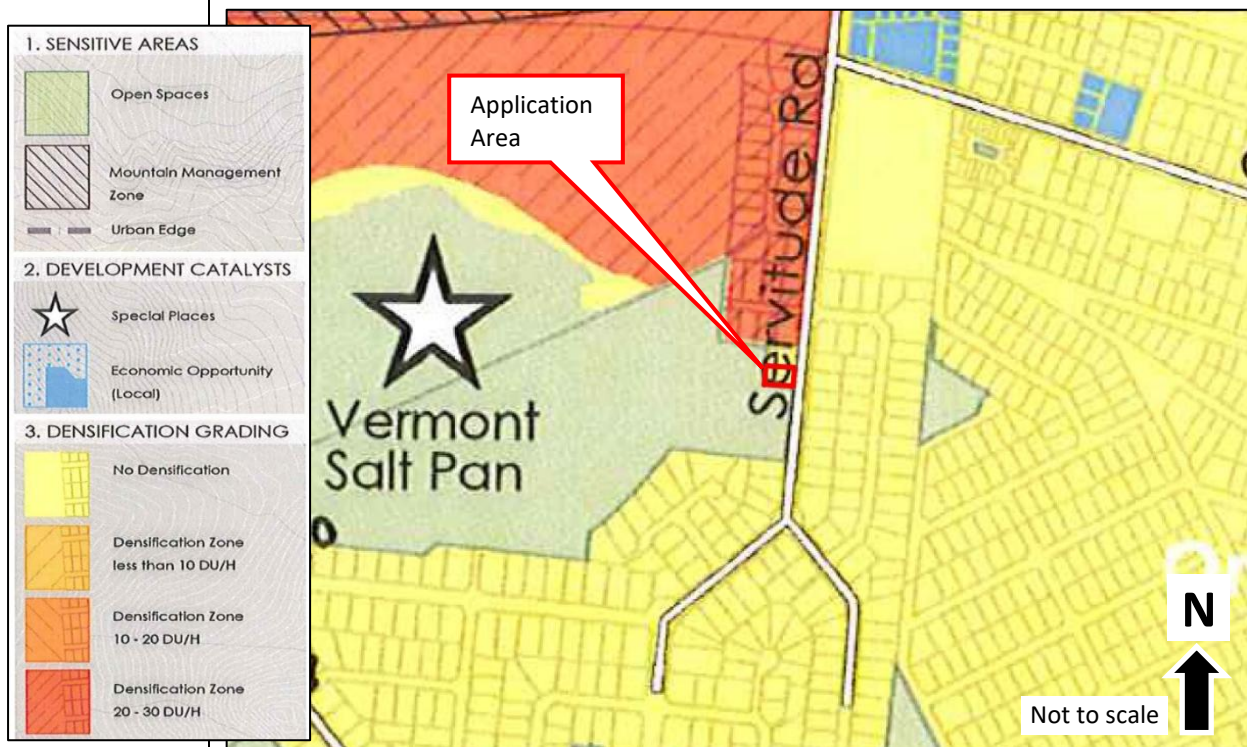 1. SENSITIVE AREAS
Open Spaces
Mountain Management
Zone
Urban Edge
2. DEVELOPMENT CATALYSTS
Special Places
Economic Opportunity
(Local)
3. DENSIFICATION GRADING
No Densification
Densification Zone
less than 10 DU/H
Densification Zone
10 - 20 DU/H
Densification Zone
20 - 30 DU/H
Application
Area
Servitude Rd
Vermont
Salt Pan
N
Not to scale